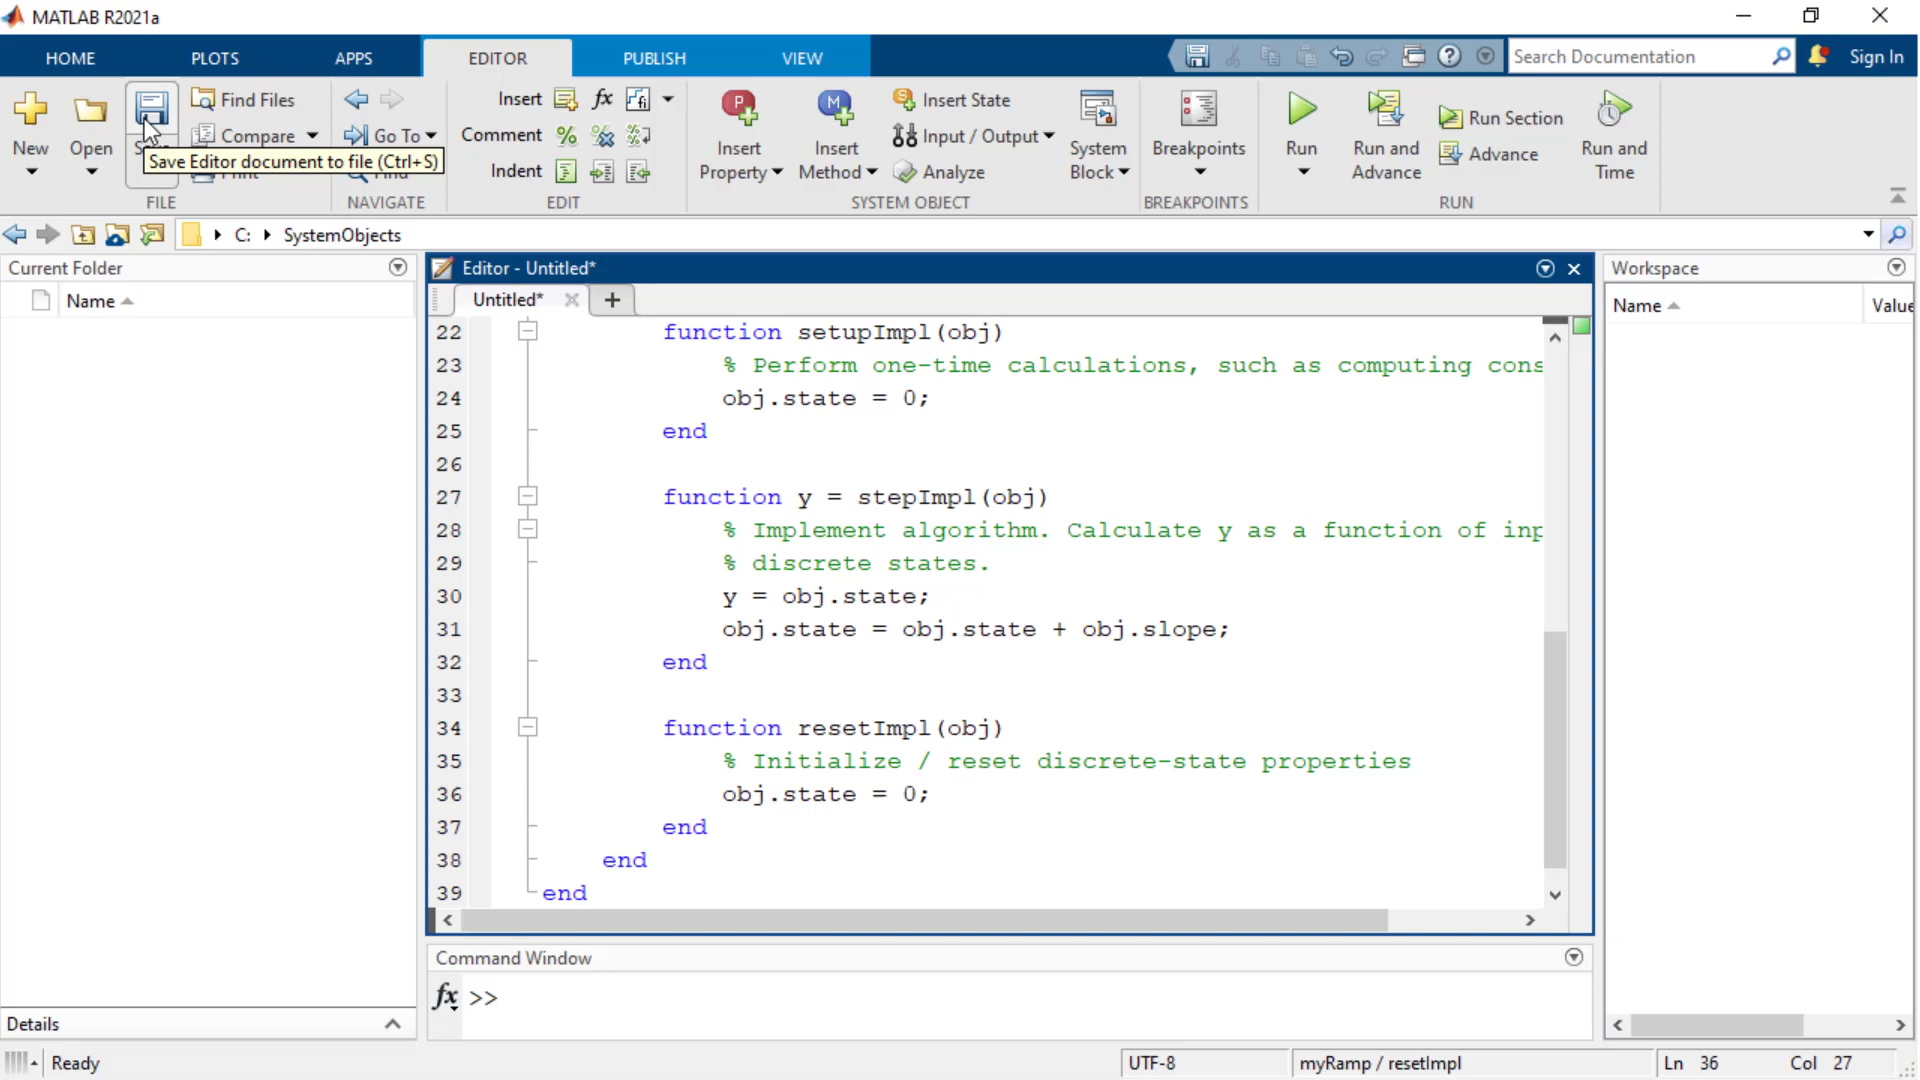 MATLAB R2021a
HOME PLOTS APPS EDITOR PUBLISH VIEW Search Documentation Sign In
New Open Find Files Compare
Save Editor document to file (Ctrl+S)
FILE
Go To
NAVIGATE
Insert fx
Comment
Indent
EDIT
Insert Property
Insert Method
Insert State
Input / Output
Analyze
System Block
SYSTEM OBJECT
Breakpoints
BREAKPOINTS
Run
Run and Advance
Run Section
Advance
Run and Time
RUN
C: SystemObjects
Current Folder
Name
Editor - Untitled*
Untitled* +
22 function setupImpl(obj)
23 % Perform one-time calculations, such as computing cons
24 obj.state = 0;
25 end
26
27 function y = stepImpl(obj)
28 % Implement algorithm. Calculate y as a function of inp
29 % discrete states.
30 y = obj.state;
31 obj.state = obj.state + obj.slope;
32 end
33
34 function resetImpl(obj)
35 % Initialize / reset discrete-state properties
36 obj.state = 0;
37 end
38 end
39 end
Workspace
Name Value
Command Window
fx >>
Details
Ready
UTF-8
myRamp / resetImpl
Ln 36 Col 27